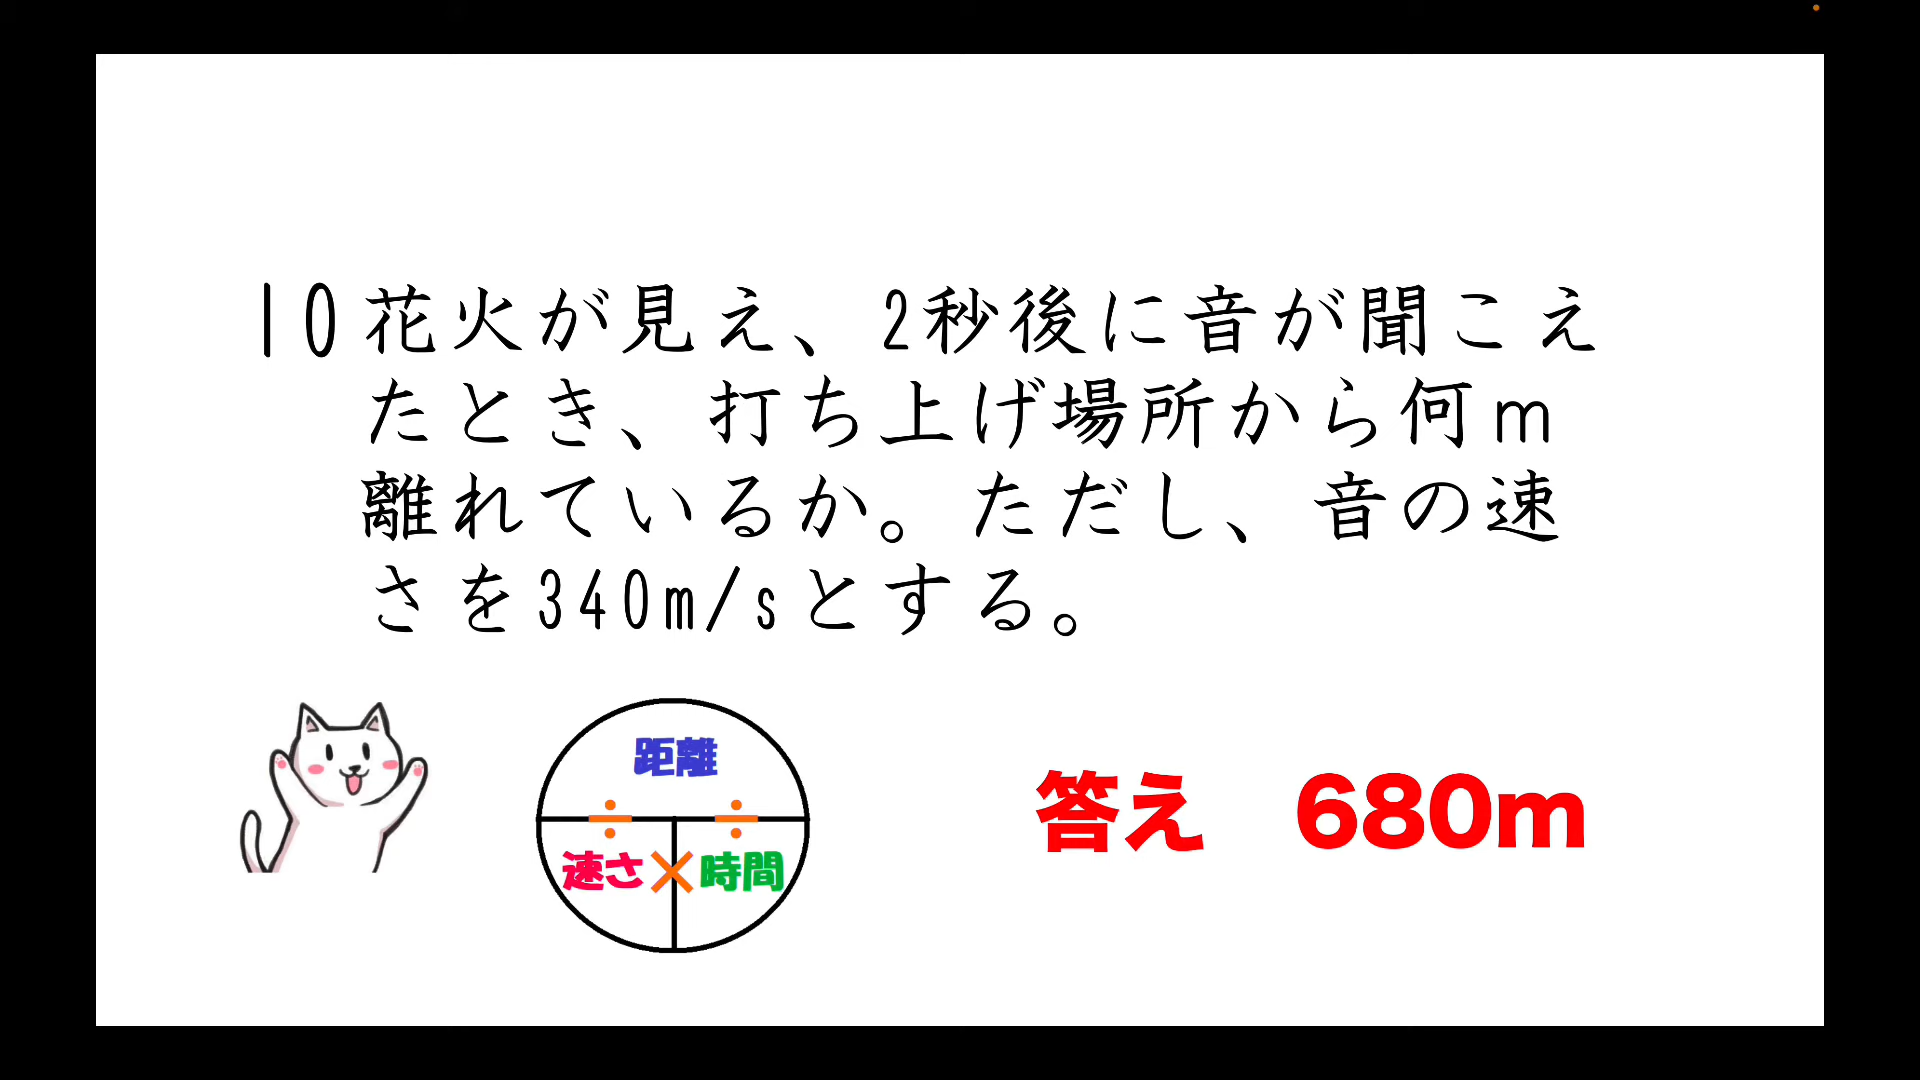 10 花火が見え、2秒後に音が聞こえ
たとき、打ち上げ場所から何m
離れているか。ただし、音の速
さを340m/sとする。
距離
÷ ÷
速さ×時間
答え 680m